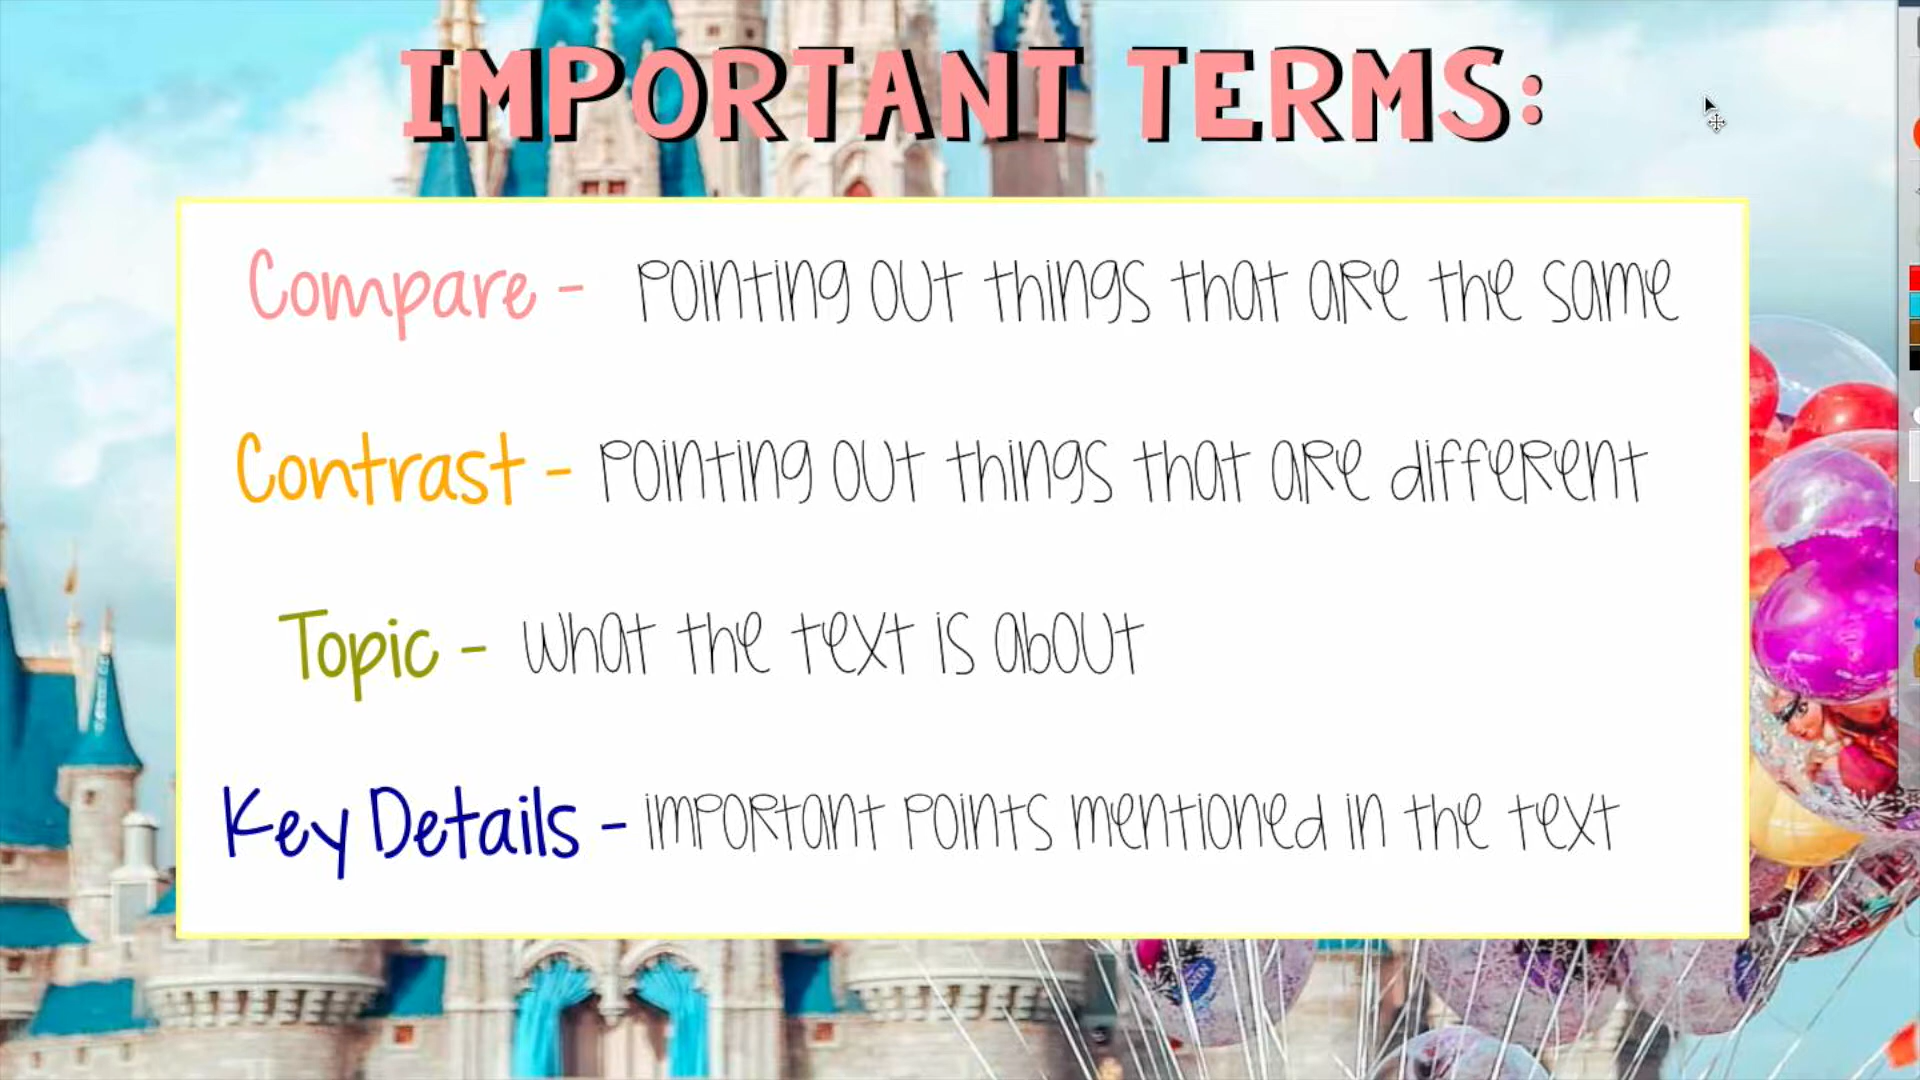 IMPORTANT TERMS:
Compare - pointing out things that are the same
Contrast - pointing out things that are different
Topic - what the text is about
Key Details - important points mentioned in the text